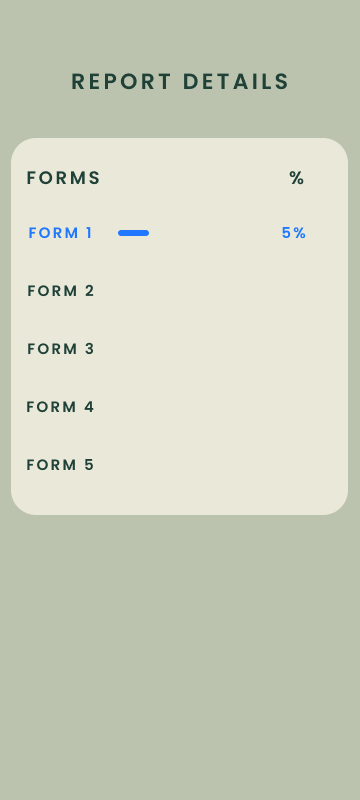 REPORT DETAILS
FORMS %
FORM 1 5%
FORM 2
FORM 3
FORM 4
FORM 5